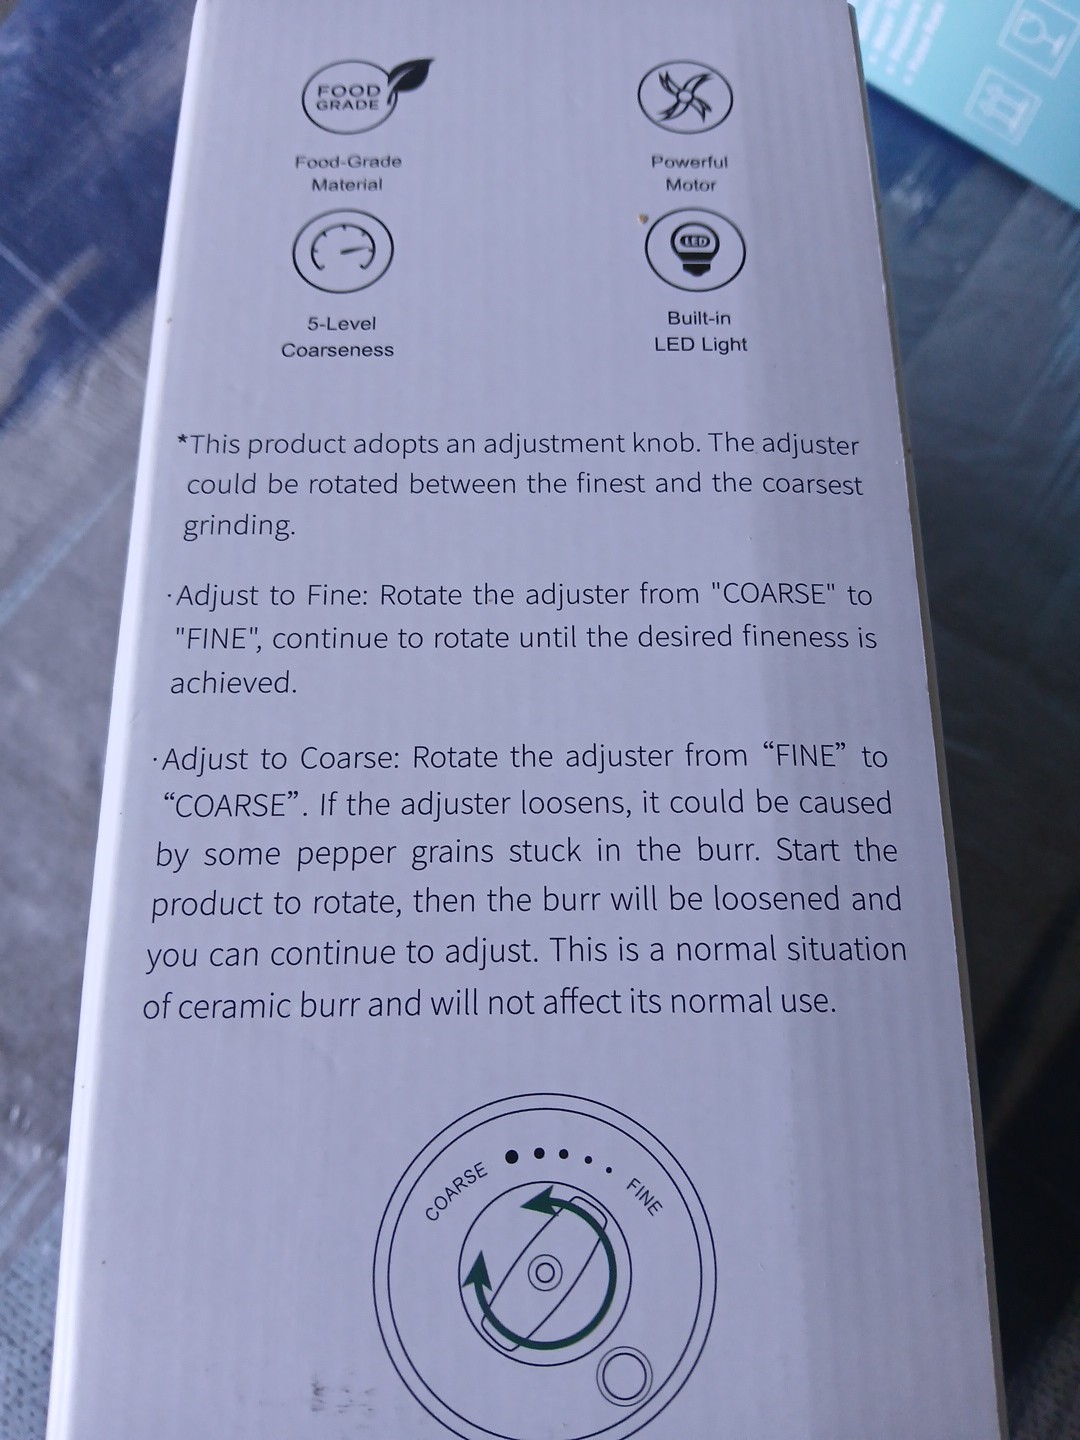 FOOD
GRADE
Food-Grade
Material
Powerful
Motor
5-Level
Coarseness
LED
Built-in
LED Light
*This product adopts an adjustment knob. The adjuster
could be rotated between the finest and the coarsest
grinding.
·Adjust to Fine: Rotate the adjuster from "COARSE" to
"FINE", continue to rotate until the desired fineness is
achieved.
·Adjust to Coarse: Rotate the adjuster from “FINE” to
“COARSE”. If the adjuster loosens, it could be caused
by some pepper grains stuck in the burr. Start the
product to rotate, then the burr will be loosened and
you can continue to adjust. This is a normal situation
of ceramic burr and will not affect its normal use.
COARSE
FINE